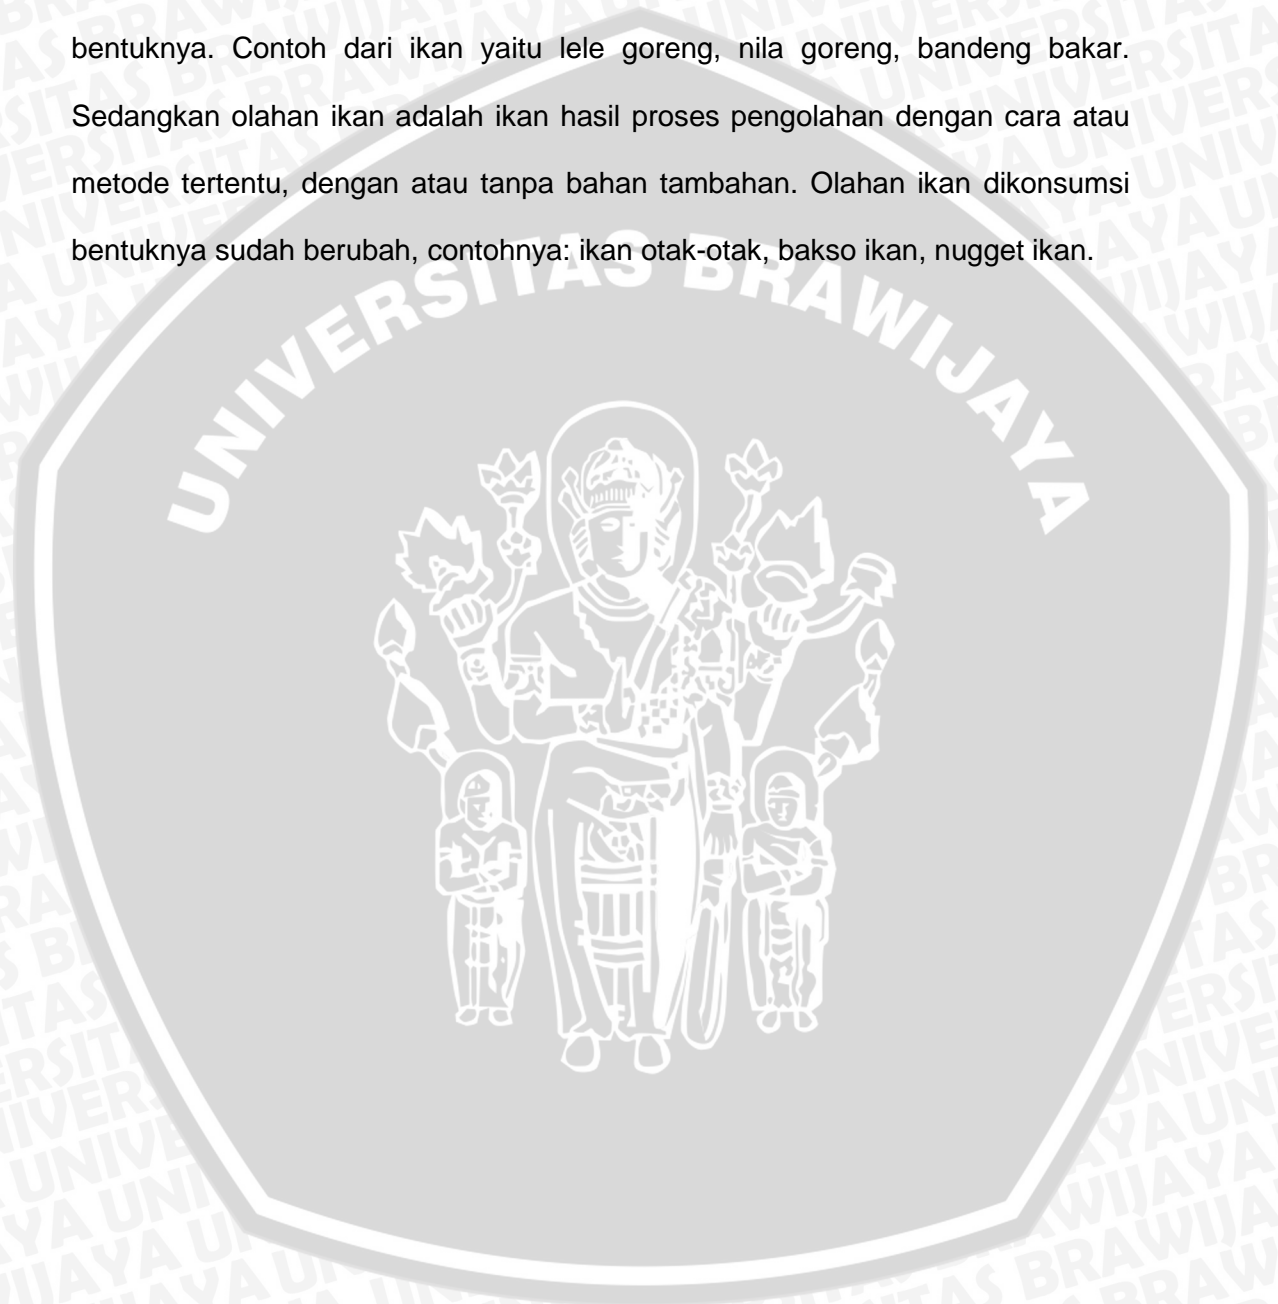 bentuknya. Contoh dari ikan yaitu lele goreng, nila goreng, bandeng bakar.
Sedangkan olahan ikan adalah ikan hasil proses pengolahan dengan cara atau
metode tertentu, dengan atau tanpa bahan tambahan. Olahan ikan dikonsumsi
bentuknya sudah berubah, contohnya: ikan otak-otak, bakso ikan, nugget ikan.
UNIVERSITAS BRAWIJAYA